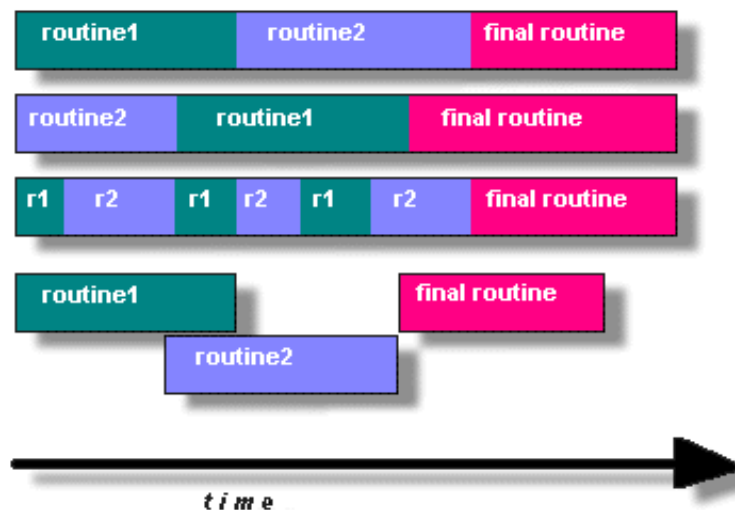 routine1 routine2 final routine
routine2 routine1 final routine
r1 r2 r1 r2 r1 r2 final routine
routine1 final routine
routine2
time